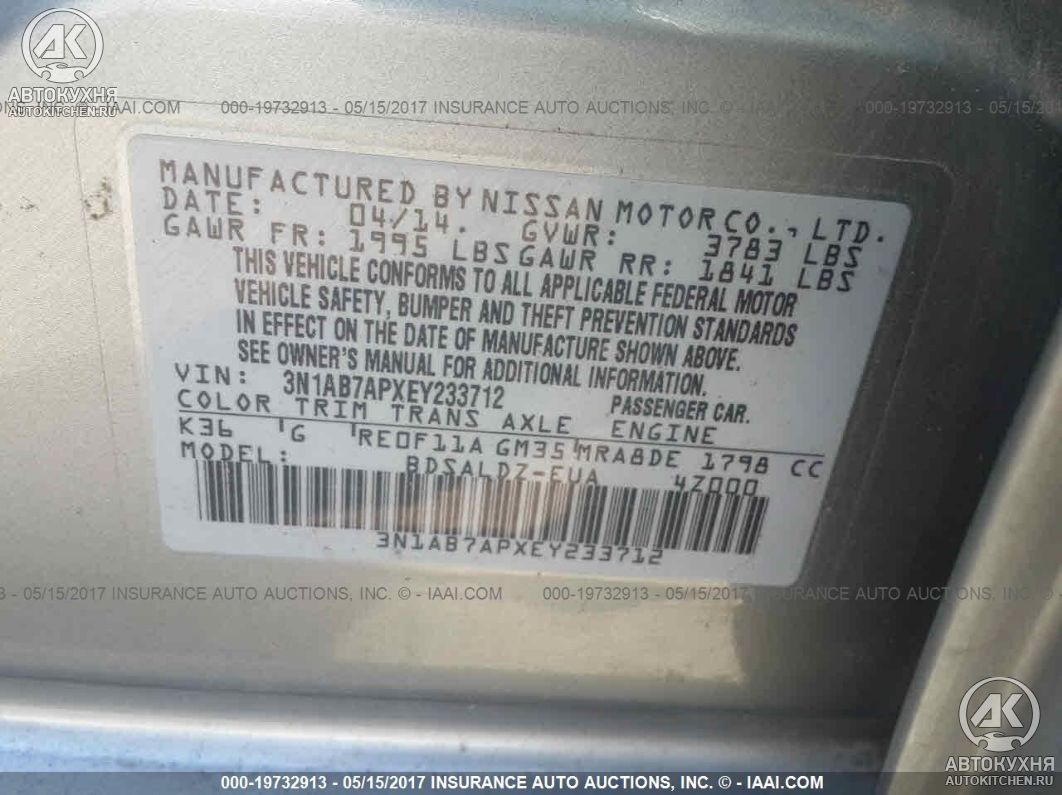 АК
АВТОКУХНЯ
AUTOKITCHEN.RU
IAAI.COM 000-19732913 - 05/15/2017 INSURANCE AUTO AUCTIONS, INC. © - IAAI.COM 000-19732913 - 05/15/20
MANUFACTURED BY NISSAN MOTOR CO., LTD.
DATE: 04/14. GVWR: 3783 LBS
GAWR FR: 1995 LBS GAWR RR: 1841 LBS
THIS VEHICLE CONFORMS TO ALL APPLICABLE FEDERAL MOTOR
VEHICLE SAFETY, BUMPER AND THEFT PREVENTION STANDARDS
IN EFFECT ON THE DATE OF MANUFACTURE SHOWN ABOVE.
SEE OWNER'S MANUAL FOR ADDITIONAL INFORMATION.
VIN: 3N1AB7APXEY233712 PASSENGER CAR.
COLOR TRIM TRANS AXLE ENGINE
K36 G RE0F11A GM35 MRA8DE 1798 CC
MODEL: BDSALDZ-EUA 4Z000
3N1AB7APXEY233712
3 - 05/15/2017 INSURANCE AUTO AUCTIONS, INC. © - IAAI.COM 000-19732913 - 05/15/2017 INSURANCE AUTO AUCTIONS, INC. © - IA
АК
АВТОКУХНЯ
AUTOKITCHEN.RU
000-19732913 - 05/15/2017 INSURANCE AUTO AUCTIONS, INC. © - IAAI.COM